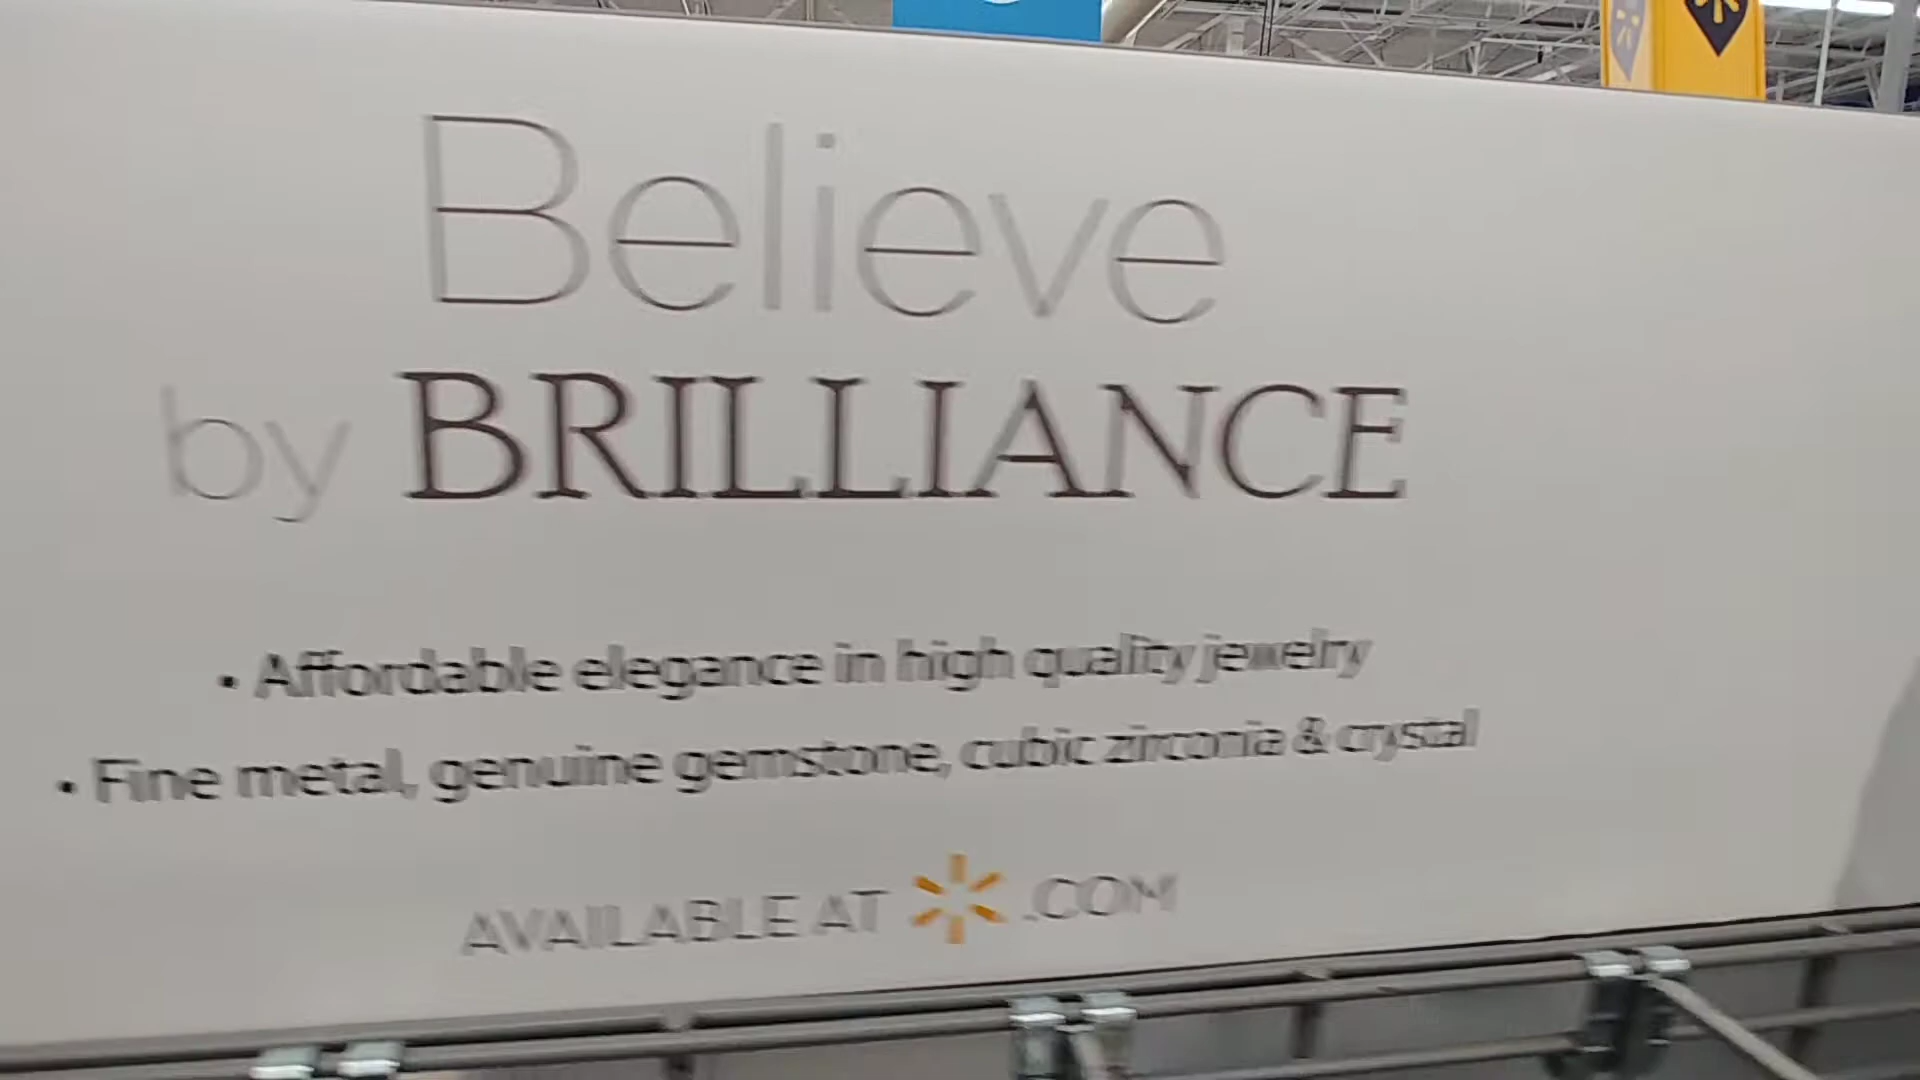 Believe
by BRILLIANCE
• Affordable elegance in high quality jewelry
• Fine metal, genuine gemstone, cubic zirconia & crystal
AVAILABLE AT .COM